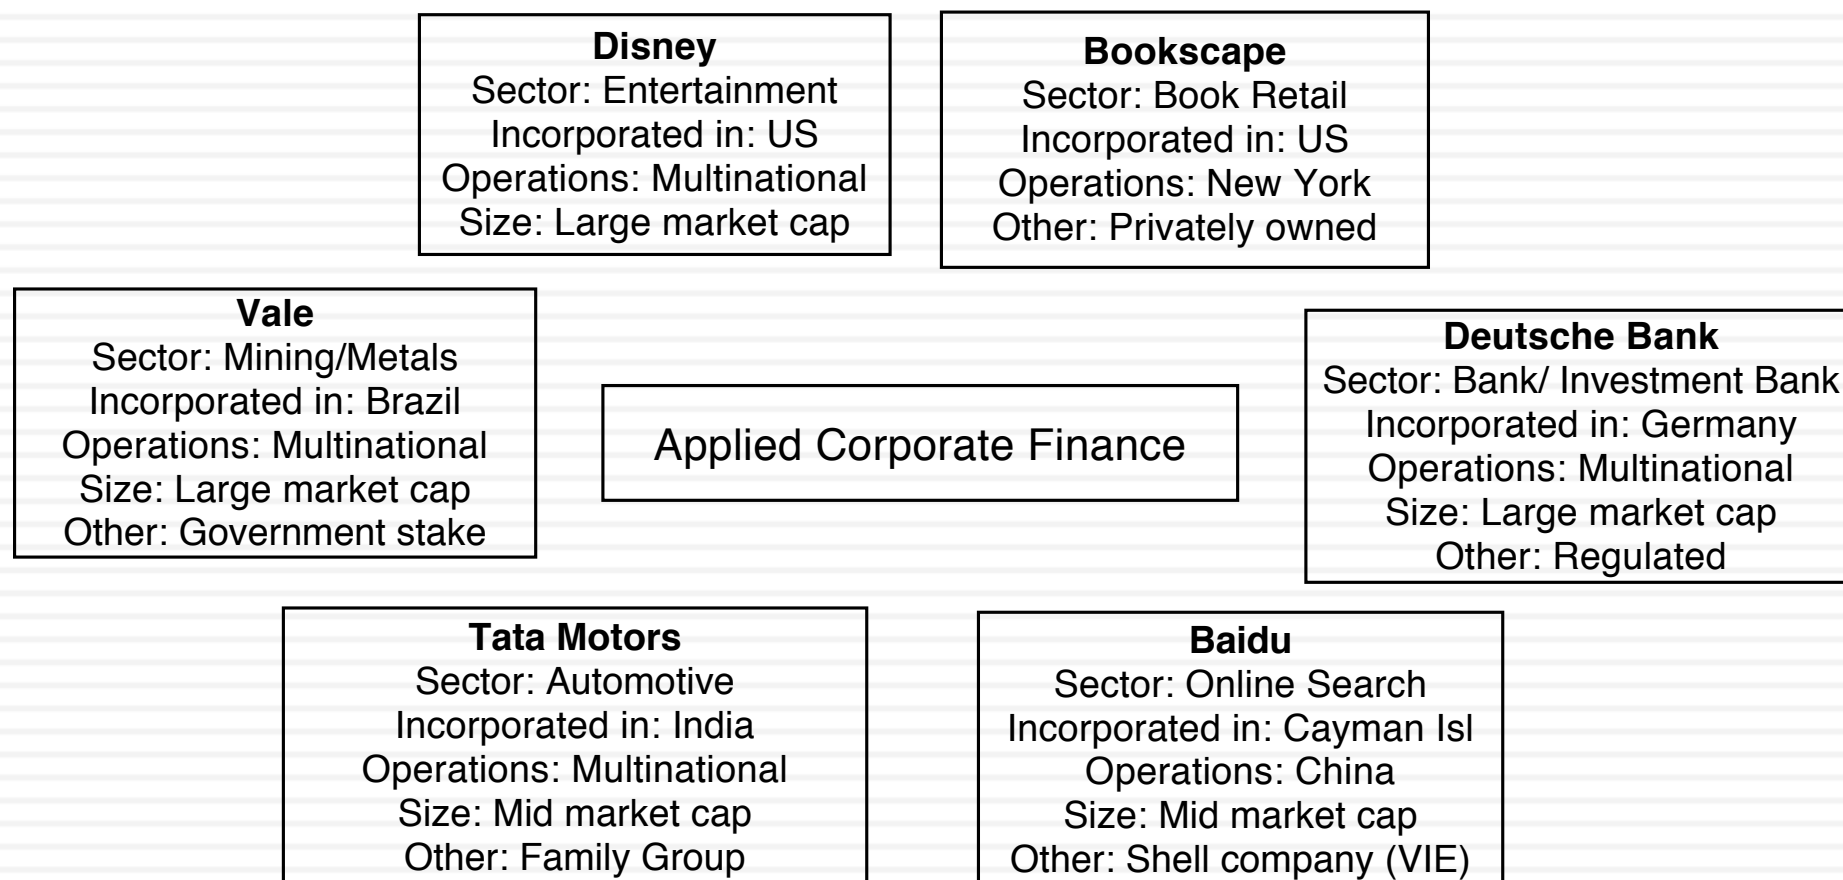 Disney
Sector: Entertainment
Incorporated in: US
Operations: Multinational
Size: Large market cap
Bookscape
Sector: Book Retail
Incorporated in: US
Operations: New York
Other: Privately owned
Vale
Sector: Mining/Metals
Incorporated in: Brazil
Operations: Multinational
Size: Large market cap
Other: Government stake
Applied Corporate Finance
Deutsche Bank
Sector: Bank/ Investment Bank
Incorporated in: Germany
Operations: Multinational
Size: Large market cap
Other: Regulated
Tata Motors
Sector: Automotive
Incorporated in: India
Operations: Multinational
Size: Mid market cap
Other: Family Group
Baidu
Sector: Online Search
Incorporated in: Cayman Isl
Operations: China
Size: Mid market cap
Other: Shell company (VIE)